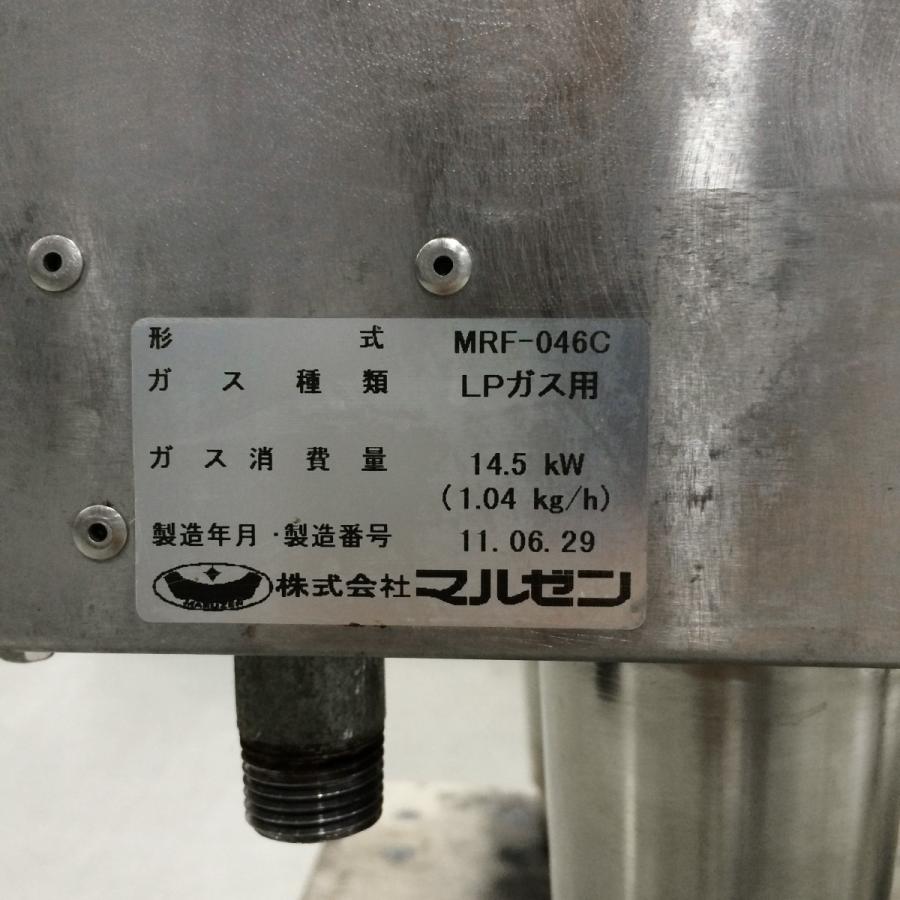 形式 MRF-046C
ガス種類 LPガス用
ガス消費量 14.5 kW
(1.04 kg/h)
製造年月・製造番号 11.06.29
MARUZEN 株式会社マルゼン